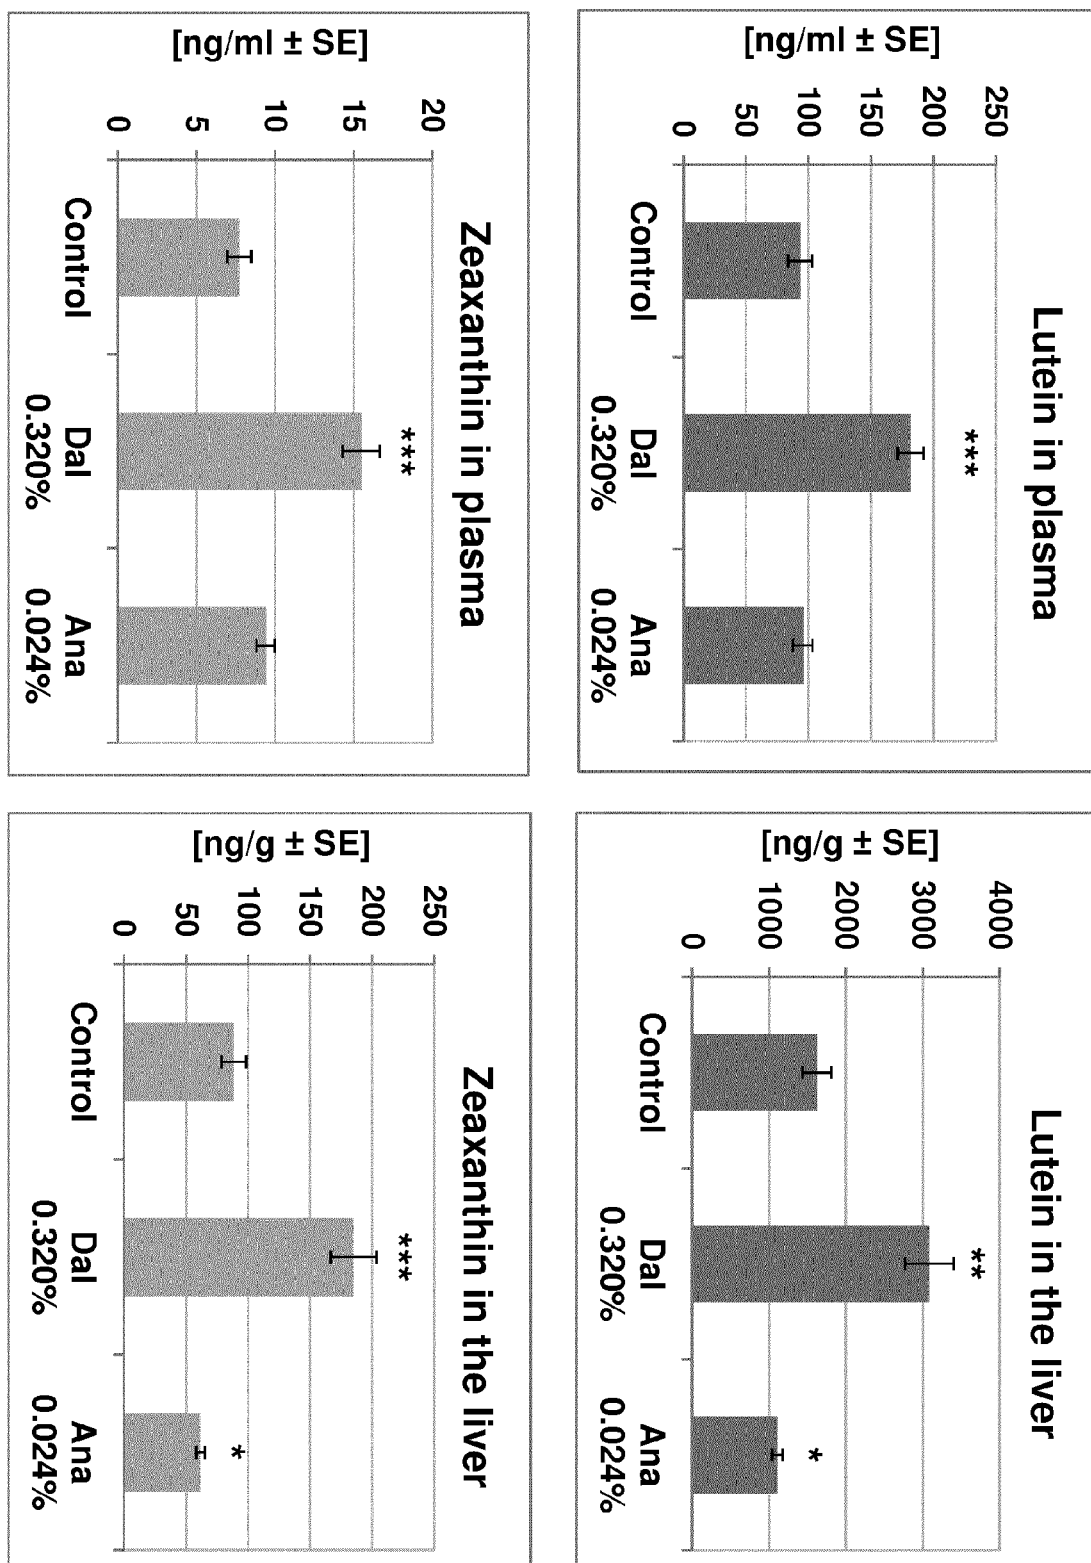 Lutein in plasma
[ng/ml ± SE]
250
200
150
100
50
0
***
Control
Dal
0.320%
Ana
0.024%
Lutein in the liver
[ng/g ± SE]
4000
3000
2000
1000
0
**
*
Control
Dal
0.320%
Ana
0.024%
Zeaxanthin in plasma
[ng/ml ± SE]
20
15
10
5
0
***
Control
Dal
0.320%
Ana
0.024%
Zeaxanthin in the liver
[ng/g ± SE]
250
200
150
100
50
0
***
*
Control
Dal
0.320%
Ana
0.024%